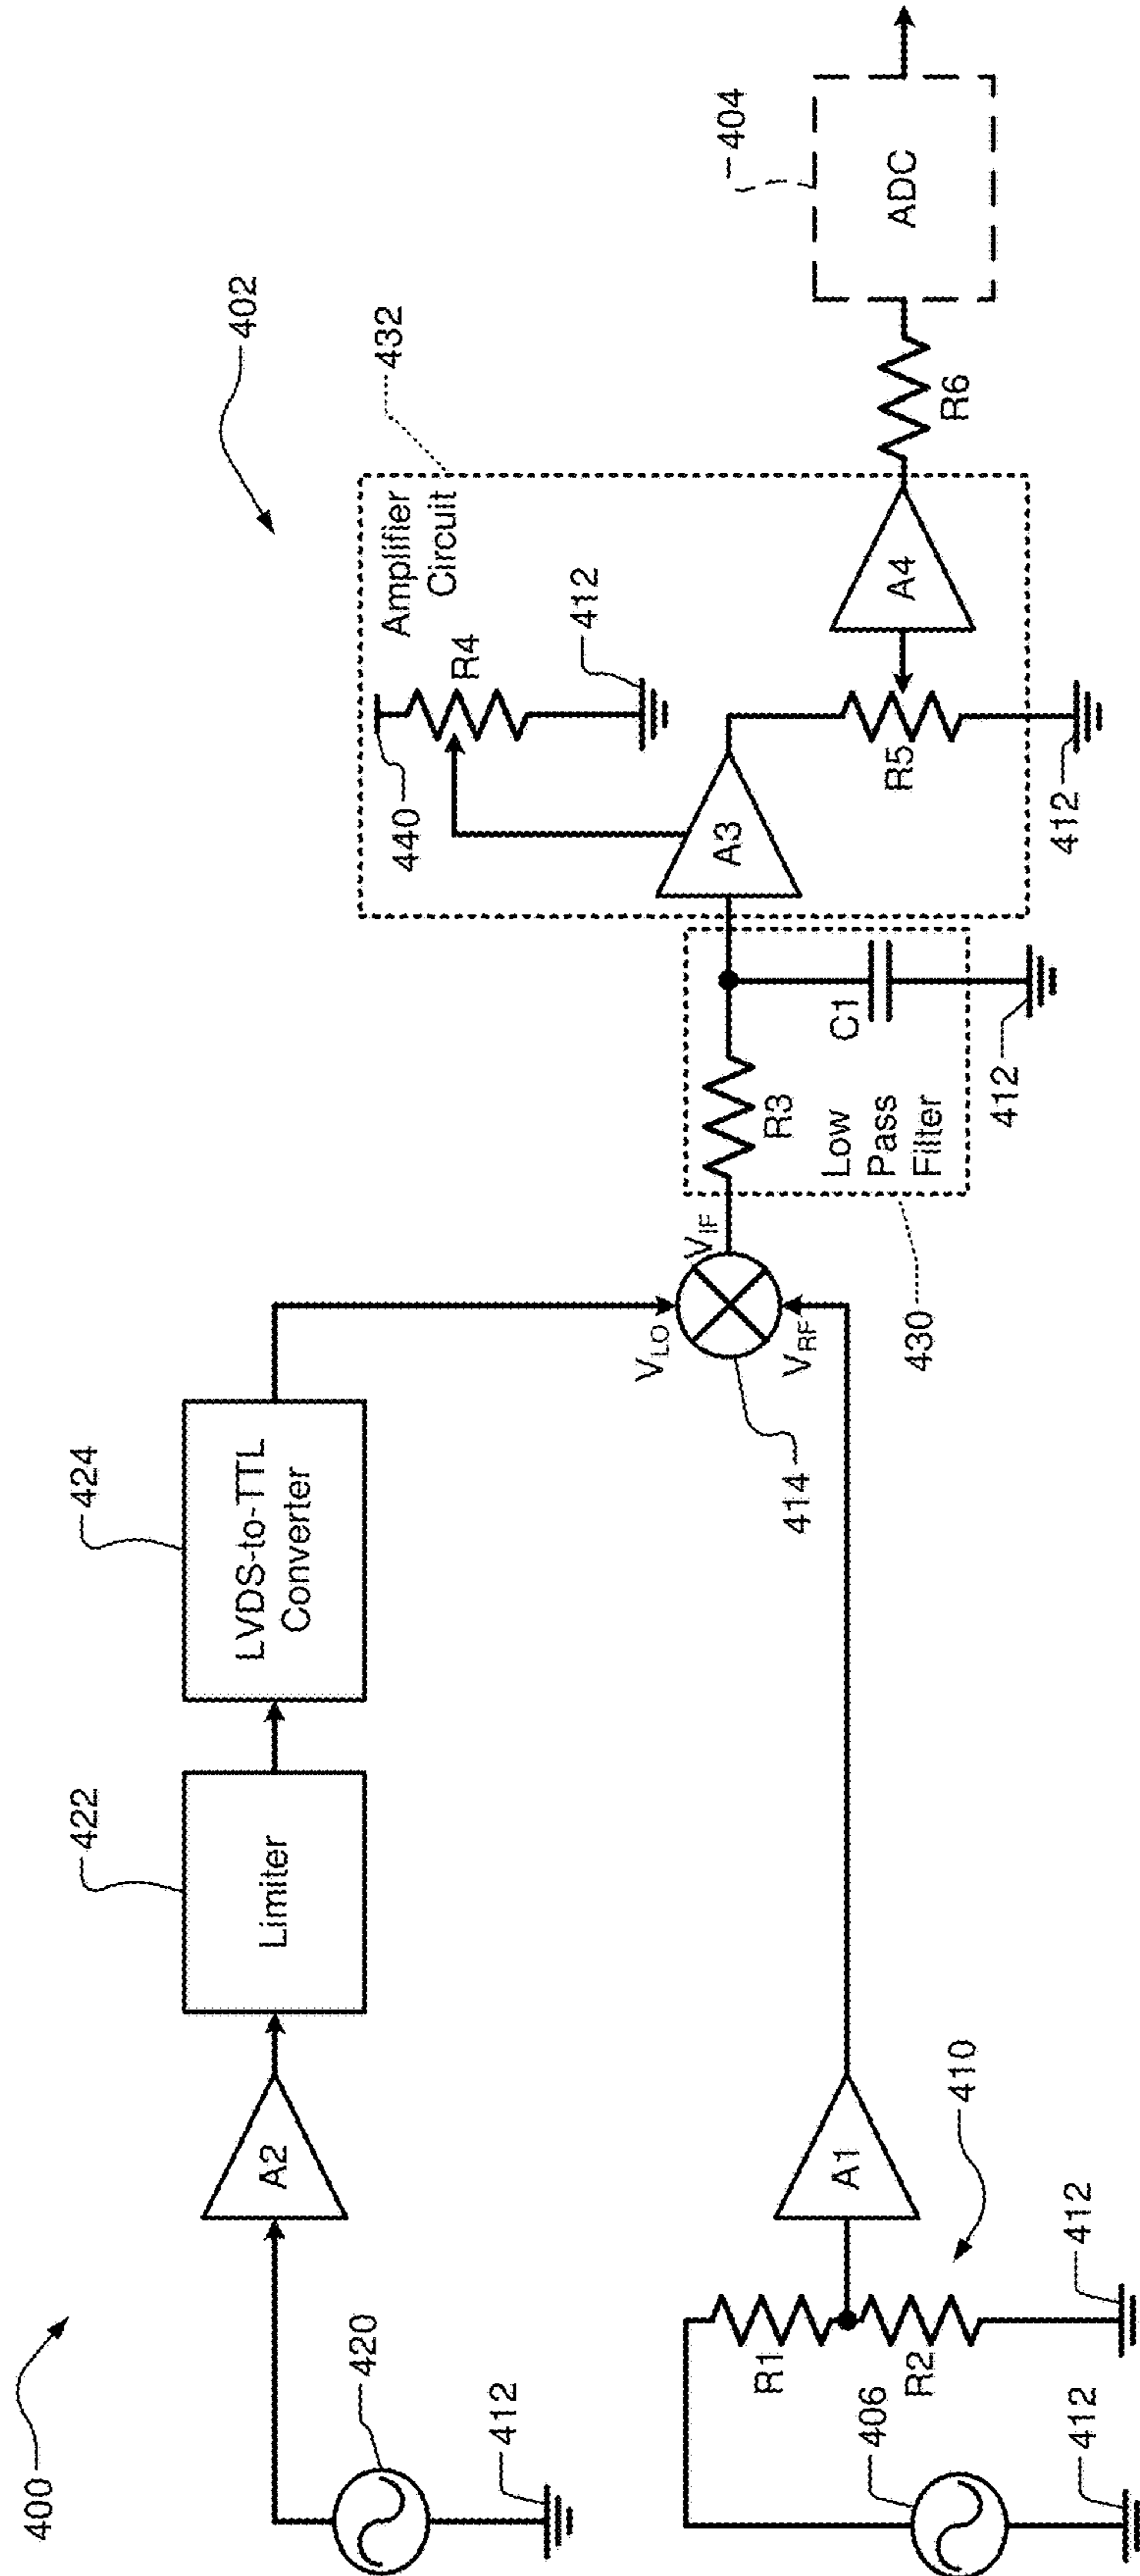 400
420
412
A2
422
Limiter
424
LVDS-to-TTL
Converter
406
412
R1
R2
412
410
A1
V_LO
V_RF
V_IF
414
430
R3
C1
Low
Pass
Filter
412
402
432
Amplifier
Circuit
440
R4
412
A3
R5
412
A4
R6
404
ADC